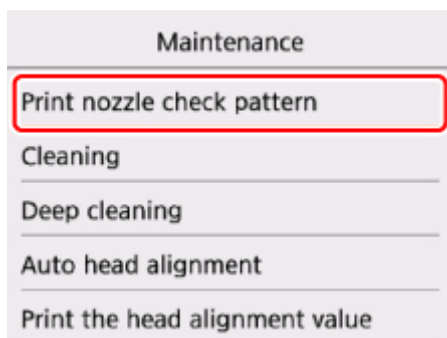 Maintenance
Print nozzle check pattern
Cleaning
Deep cleaning
Auto head alignment
Print the head alignment value